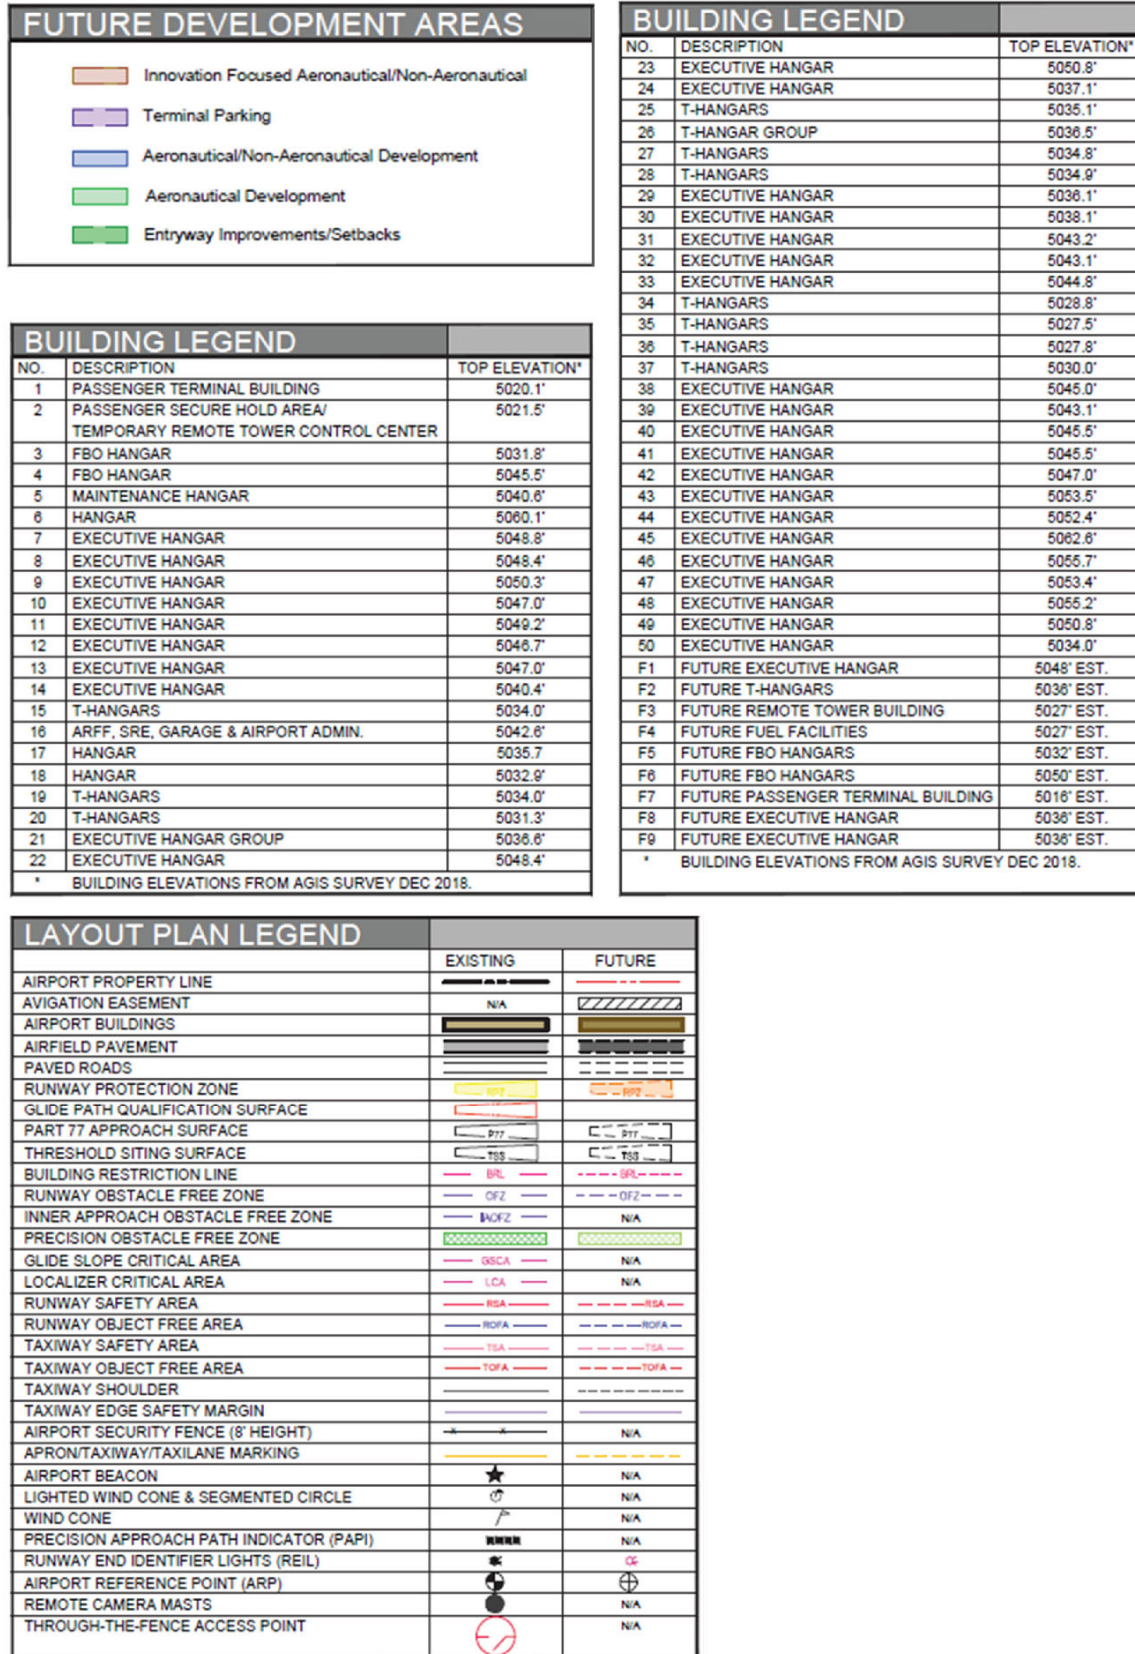 FUTURE DEVELOPMENT AREAS
Innovation Focused Aeronautical/Non-Aeronautical
Terminal Parking
Aeronautical/Non-Aeronautical Development
Aeronautical Development
Entryway Improvements/Setbacks
BUILDING LEGEND
NO. DESCRIPTION TOP ELEVATION*
1 PASSENGER TERMINAL BUILDING 5020.1'
2 PASSENGER SECURE HOLD AREA/ 5021.5'
TEMPORARY REMOTE TOWER CONTROL CENTER
3 FBO HANGAR 5031.8'
4 FBO HANGAR 5045.5'
5 MAINTENANCE HANGAR 5040.6'
6 HANGAR 5060.1'
7 EXECUTIVE HANGAR 5048.8'
8 EXECUTIVE HANGAR 5048.4'
9 EXECUTIVE HANGAR 5050.3'
10 EXECUTIVE HANGAR 5047.0'
11 EXECUTIVE HANGAR 5049.2'
12 EXECUTIVE HANGAR 5046.7'
13 EXECUTIVE HANGAR 5047.0'
14 EXECUTIVE HANGAR 5040.4'
15 T-HANGARS 5034.0'
16 ARFF, SRE, GARAGE & AIRPORT ADMIN. 5042.6'
17 HANGAR 5035.7
18 HANGAR 5032.9'
19 T-HANGARS 5034.0'
20 T-HANGARS 5031.3'
21 EXECUTIVE HANGAR GROUP 5036.6'
22 EXECUTIVE HANGAR 5048.4'
* BUILDING ELEVATIONS FROM AGIS SURVEY DEC 2018.
BUILDING LEGEND
NO. DESCRIPTION TOP ELEVATION*
23 EXECUTIVE HANGAR 5050.8'
24 EXECUTIVE HANGAR 5037.1'
25 T-HANGARS 5035.1'
26 T-HANGAR GROUP 5036.5'
27 T-HANGARS 5034.8'
28 T-HANGARS 5034.9'
29 EXECUTIVE HANGAR 5036.1'
30 EXECUTIVE HANGAR 5038.1'
31 EXECUTIVE HANGAR 5043.2'
32 EXECUTIVE HANGAR 5043.1'
33 EXECUTIVE HANGAR 5044.8'
34 T-HANGARS 5028.8'
35 T-HANGARS 5027.5'
36 T-HANGARS 5027.8'
37 T-HANGARS 5030.0'
38 EXECUTIVE HANGAR 5045.0'
39 EXECUTIVE HANGAR 5043.1'
40 EXECUTIVE HANGAR 5045.5'
41 EXECUTIVE HANGAR 5045.5'
42 EXECUTIVE HANGAR 5047.0'
43 EXECUTIVE HANGAR 5053.5'
44 EXECUTIVE HANGAR 5052.4'
45 EXECUTIVE HANGAR 5062.6'
46 EXECUTIVE HANGAR 5055.7'
47 EXECUTIVE HANGAR 5053.4'
48 EXECUTIVE HANGAR 5055.2'
49 EXECUTIVE HANGAR 5050.8'
50 EXECUTIVE HANGAR 5034.0'
F1 FUTURE EXECUTIVE HANGAR 5048' EST.
F2 FUTURE T-HANGARS 5036' EST.
F3 FUTURE REMOTE TOWER BUILDING 5027' EST.
F4 FUTURE FUEL FACILITIES 5027' EST.
F5 FUTURE FBO HANGARS 5032' EST.
F6 FUTURE FBO HANGARS 5050' EST.
F7 FUTURE PASSENGER TERMINAL BUILDING 5016' EST.
F8 FUTURE EXECUTIVE HANGAR 5036' EST.
F9 FUTURE EXECUTIVE HANGAR 5036' EST.
* BUILDING ELEVATIONS FROM AGIS SURVEY DEC 2018.
LAYOUT PLAN LEGEND
EXISTING FUTURE
AIRPORT PROPERTY LINE
AVIGATION EASEMENT N/A
AIRPORT BUILDINGS
AIRFIELD PAVEMENT
PAVED ROADS
RUNWAY PROTECTION ZONE RPZ RPZ
GLIDE PATH QUALIFICATION SURFACE
PART 77 APPROACH SURFACE P77 P77
THRESHOLD SITING SURFACE TSS TSS
BUILDING RESTRICTION LINE BRL BRL
RUNWAY OBSTACLE FREE ZONE OFZ OFZ
INNER APPROACH OBSTACLE FREE ZONE IAOFZ N/A
PRECISION OBSTACLE FREE ZONE
GLIDE SLOPE CRITICAL AREA GSCA N/A
LOCALIZER CRITICAL AREA LCA N/A
RUNWAY SAFETY AREA RSA RSA
RUNWAY OBJECT FREE AREA ROFA ROFA
TAXIWAY SAFETY AREA TSA TSA
TAXIWAY OBJECT FREE AREA TOFA TOFA
TAXIWAY SHOULDER
TAXIWAY EDGE SAFETY MARGIN
AIRPORT SECURITY FENCE (8' HEIGHT) x x N/A
APRON/TAXIWAY/TAXILANE MARKING
AIRPORT BEACON N/A
LIGHTED WIND CONE & SEGMENTED CIRCLE N/A
WIND CONE N/A
PRECISION APPROACH PATH INDICATOR (PAPI) N/A
RUNWAY END IDENTIFIER LIGHTS (REIL)
AIRPORT REFERENCE POINT (ARP)
REMOTE CAMERA MASTS N/A
THROUGH-THE-FENCE ACCESS POINT N/A